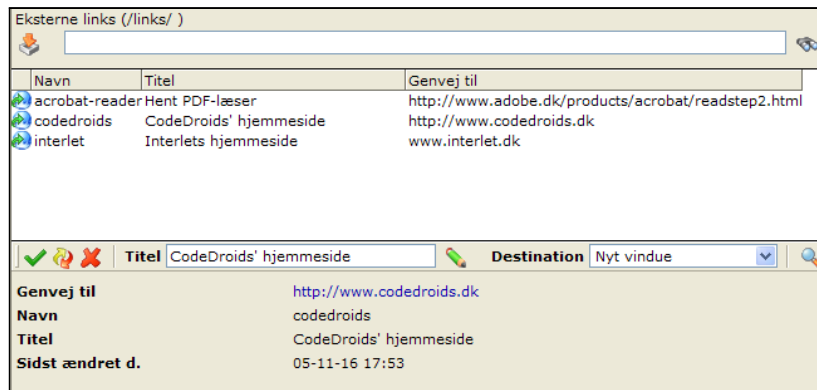 Eksterne links (/links/ )
Navn Titel Genvej til
acrobat-reader Hent PDF-læser http://www.adobe.dk/products/acrobat/readstep2.html
codedroids CodeDroids' hjemmeside http://www.codedroids.dk
interlet Interlets hjemmeside www.interlet.dk
Titel CodeDroids' hjemmeside Destination Nyt vindue
Genvej til http://www.codedroids.dk
Navn codedroids
Titel CodeDroids' hjemmeside
Sidst ændret d. 05-11-16 17:53